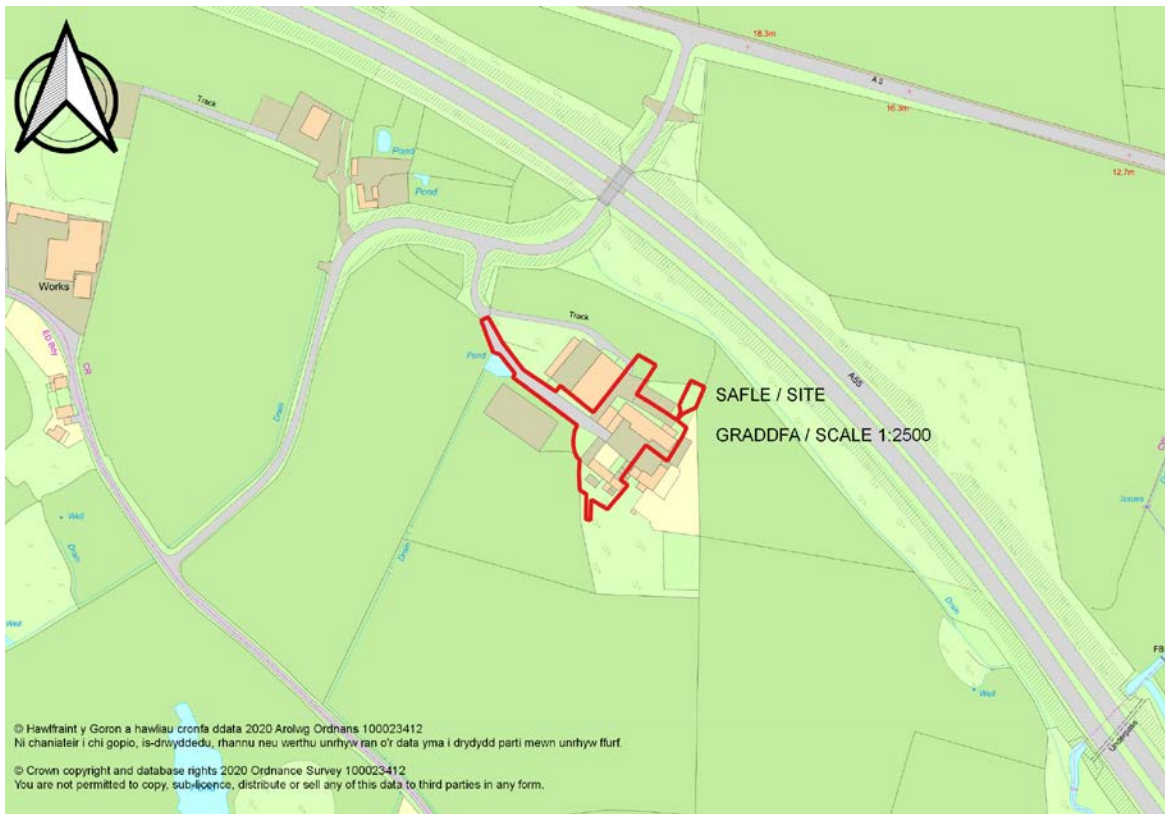 18.3m
A 5
16.3m
12.7m
Track
Pond
Pond
Works
Track
ED Bdy
CR
Pond
A55
SAFLE / SITE
GRADDFA / SCALE 1:2500
Drain
Issues
Well
Drain
Drain
Drain
Well
Well
FB
Underpass
© Hawlfraint y Goron a hawliau cronfa ddata 2020 Arolwg Ordnans 100023412
Ni chaniateir i chi gopio, is-drwyddedu, rhannu neu werthu unrhyw ran o'r data yma i drydydd parti mewn unrhyw ffurf
© Crown copyright and database rights 2020 Ordnance Survey 100023412
You are not permitted to copy, sub-licence, distribute or sell any of this data to third parties in any form.